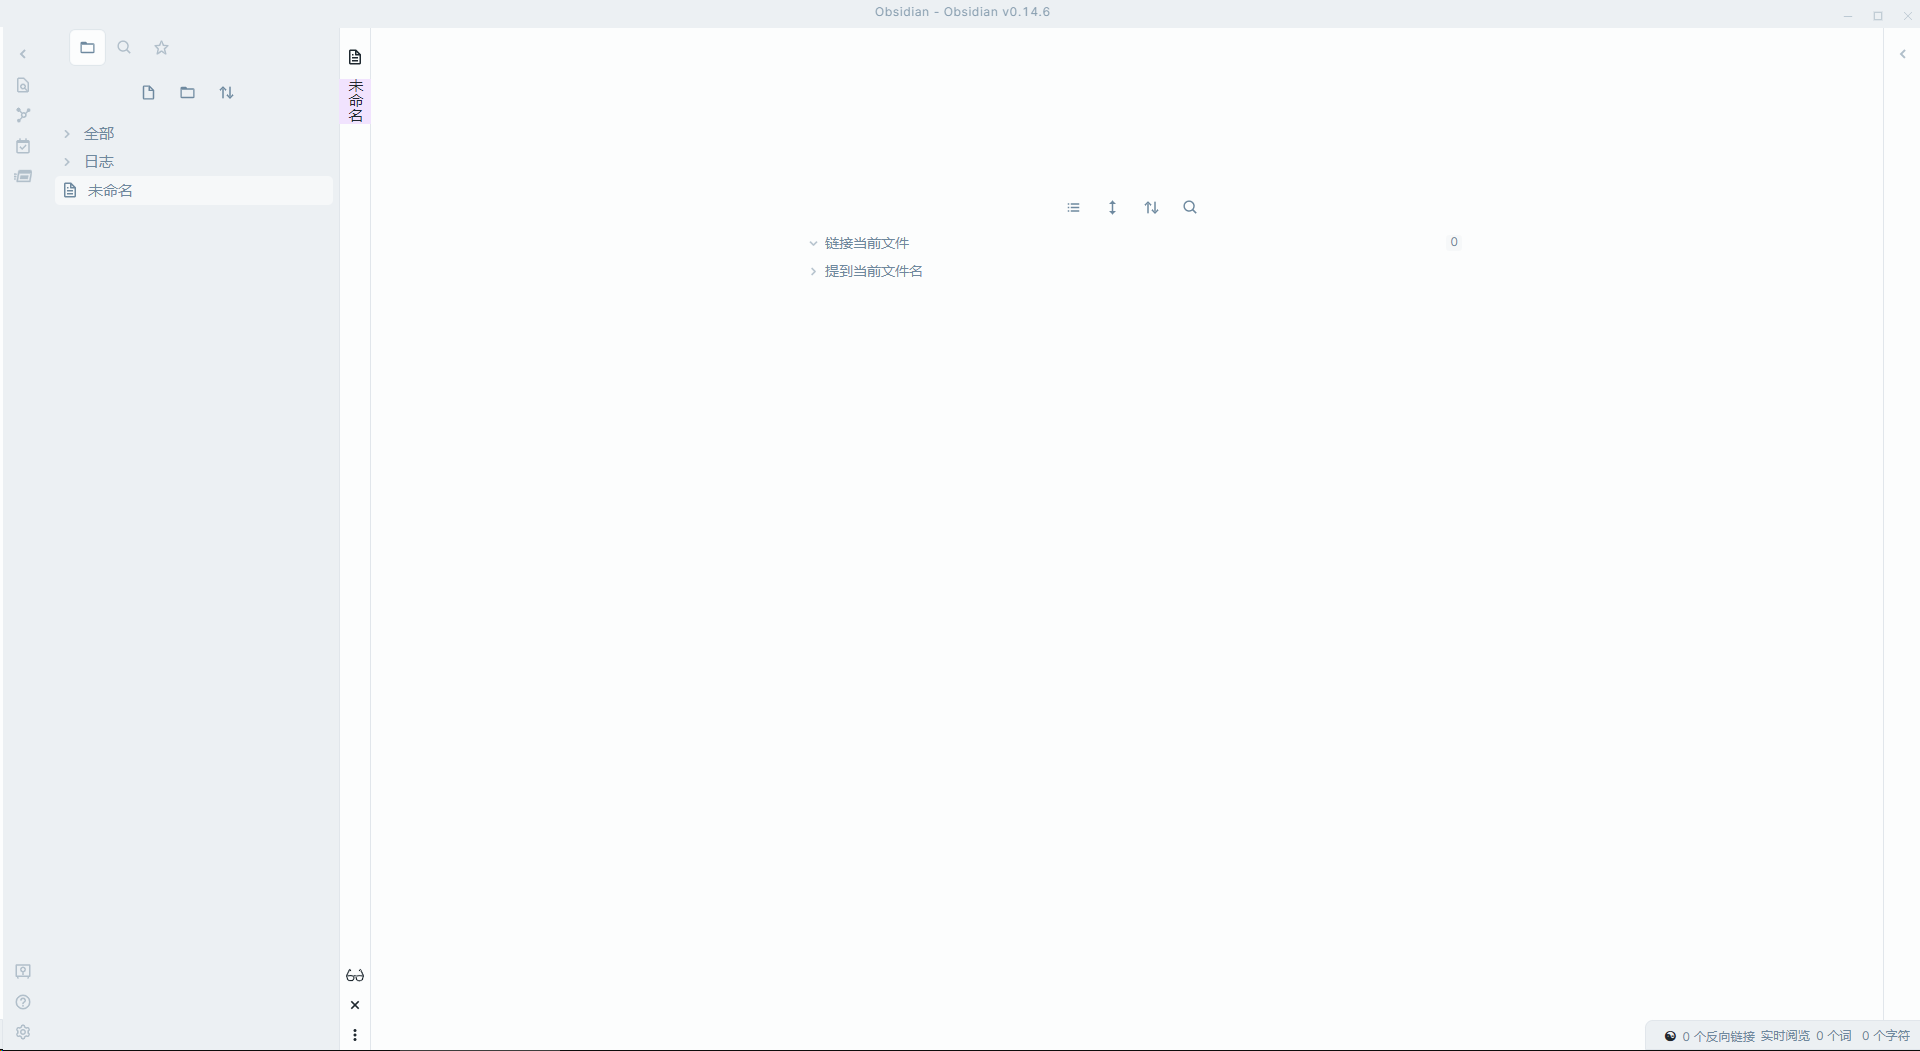 Obsidian - Obsidian v0.14.6
全部
日志
未命名
未命名
链接当前文件 0
提到当前文件名
0 个反向链接 实时阅览 0 个词 0 个字符